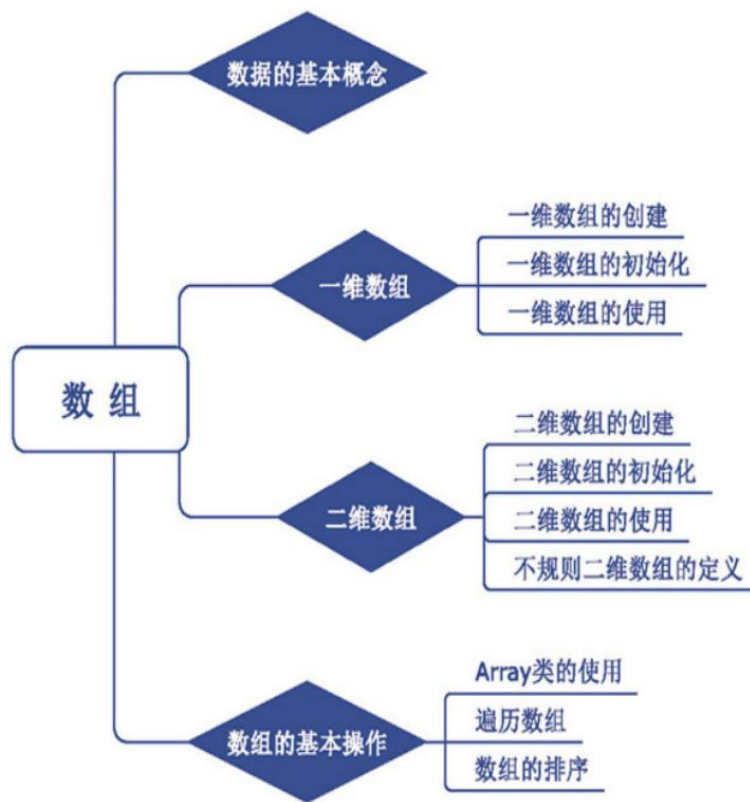 数据的基本概念
一维数组的创建
一维数组
一维数组的初始化
一维数组的使用
数组
二维数组的创建
二维数组的初始化
二维数组
二维数组的使用
不规则二维数组的定义
Array类的使用
遍历数组
数组的基本操作
数组的排序